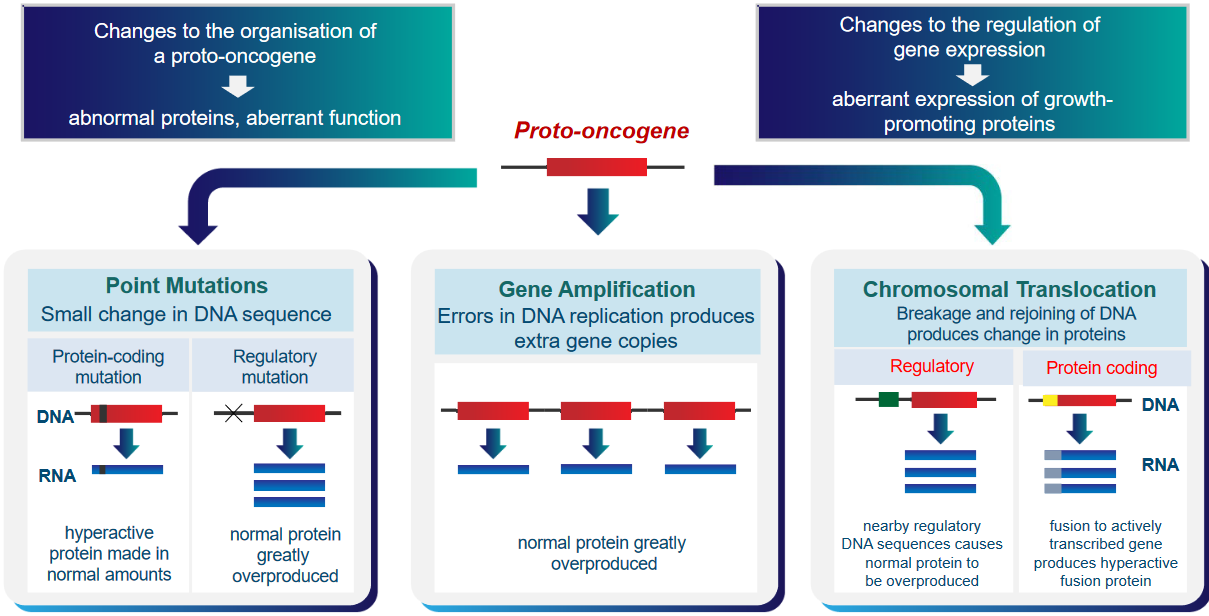 Changes to the organisation of
a proto-oncogene
abnormal proteins, aberrant function
Changes to the regulation of
gene expression
aberrant expression of growth-
promoting proteins
Proto-oncogene
Point Mutations
Small change in DNA sequence
Protein-coding
mutation
Regulatory
mutation
DNA
RNA
hyperactive
protein made in
normal amounts
normal protein
greatly
overproduced
Gene Amplification
Errors in DNA replication produces
extra gene copies
normal protein greatly
overproduced
Chromosomal Translocation
Breakage and rejoining of DNA
produces change in proteins
Regulatory
Protein coding
DNA
RNA
nearby regulatory
DNA sequences causes
normal protein to
be overproduced
fusion to actively
transcribed gene
produces hyperactive
fusion protein